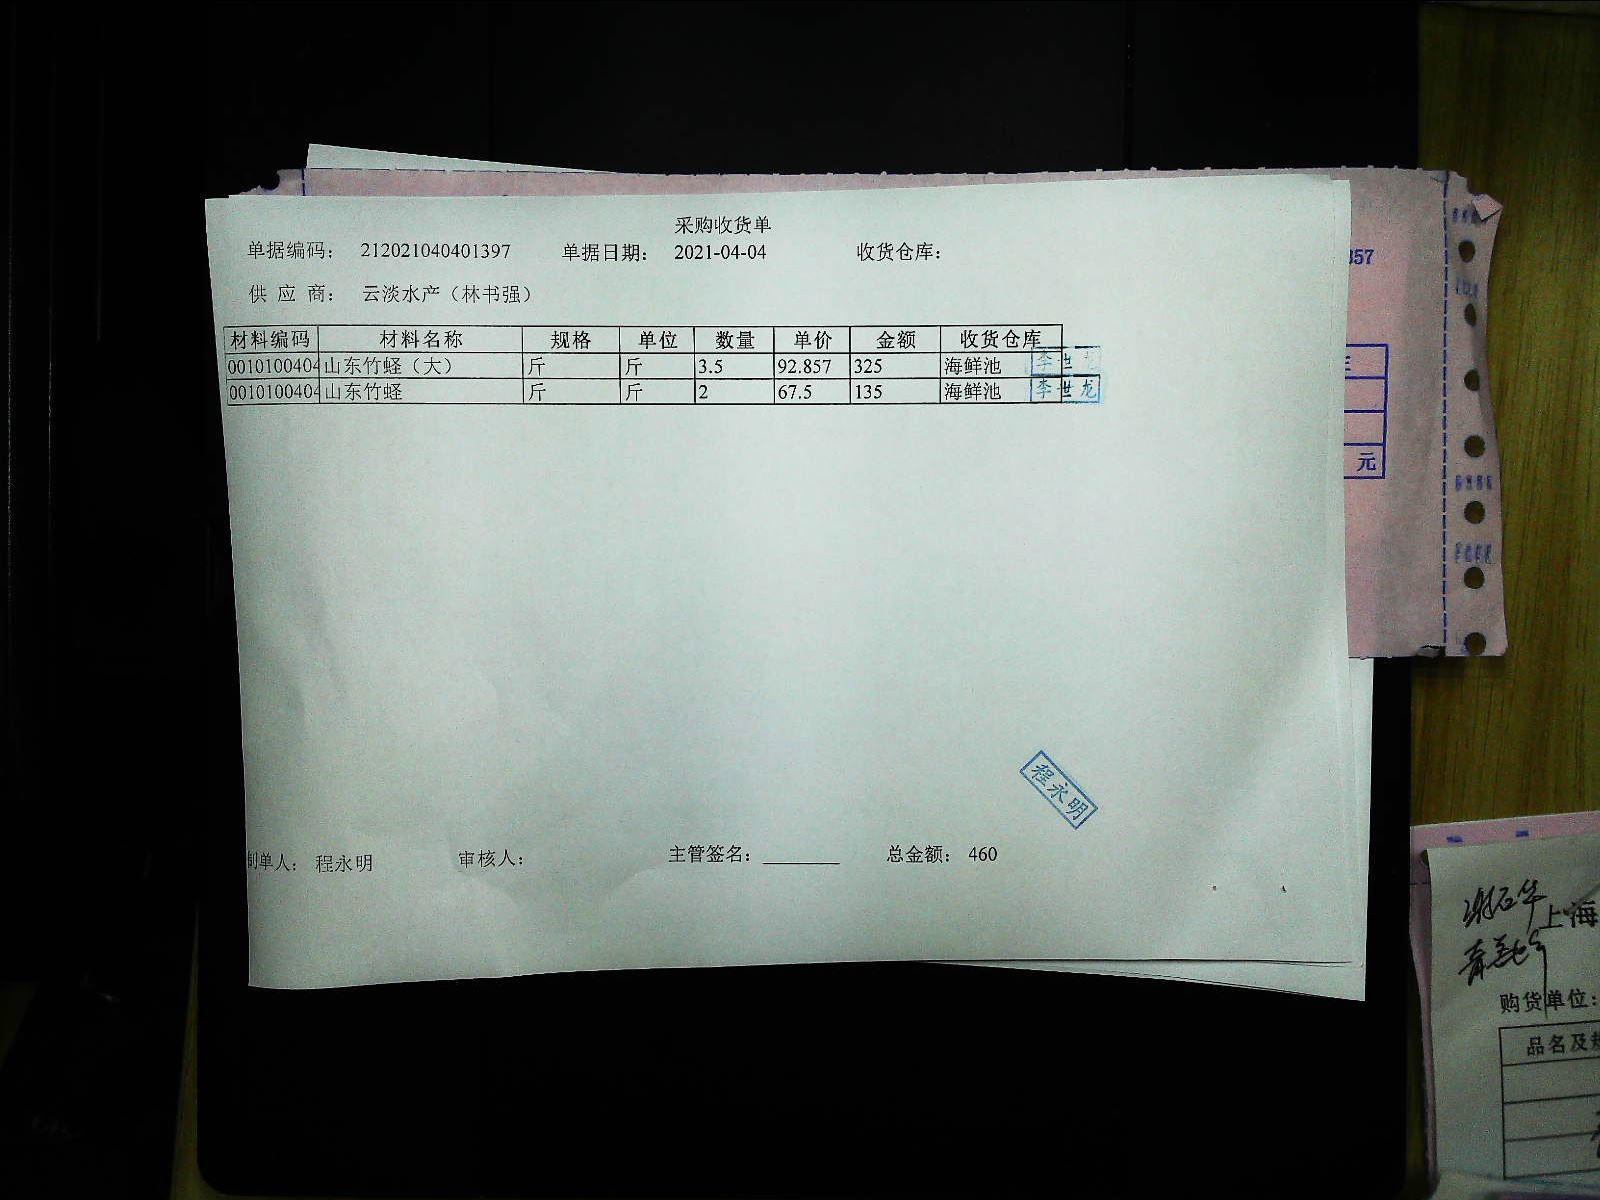 采购收货单
单据编码： 212021040401397 单据日期： 2021-04-04 收货仓库：
供 应 商： 云淡水产（林书强）
材料编码 材料名称 规格 单位 数量 单价 金额 收货仓库
0010100404 山东竹蛏（大） 斤 斤 3.5 92.857 325 海鲜池 李世龙
0010100404 山东竹蛏 斤 斤 2 67.5 135 海鲜池 李世龙
程永明
制单人： 程永明 审核人： 主管签名： 总金额： 460
357
元
上海
购货单位：
品名及规